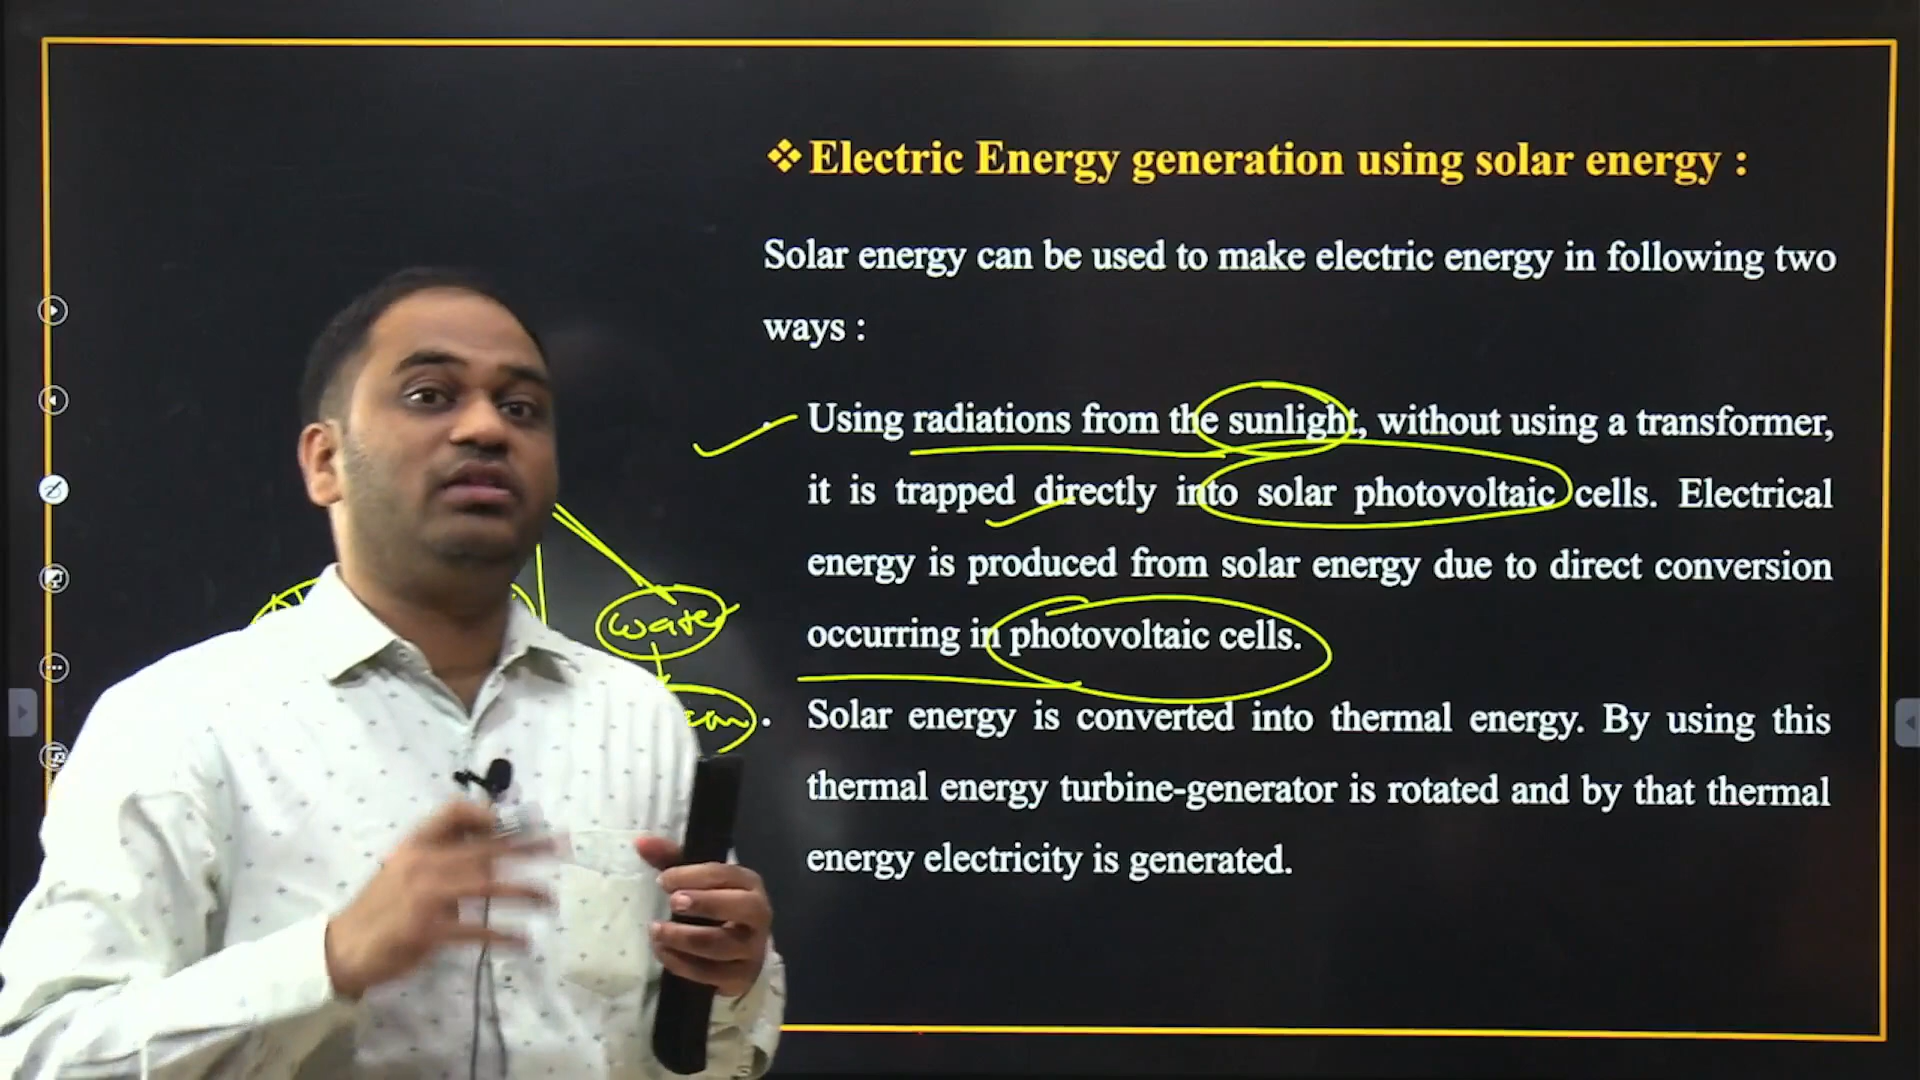 ❖ Electric Energy generation using solar energy :
Solar energy can be used to make electric energy in following two
ways :
Using radiations from the sunlight, without using a transformer,
it is trapped directly into solar photovoltaic cells. Electrical
energy is produced from solar energy due to direct conversion
occurring in photovoltaic cells.
water
• Solar energy is converted into thermal energy. By using this
thermal energy turbine-generator is rotated and by that thermal
energy electricity is generated.